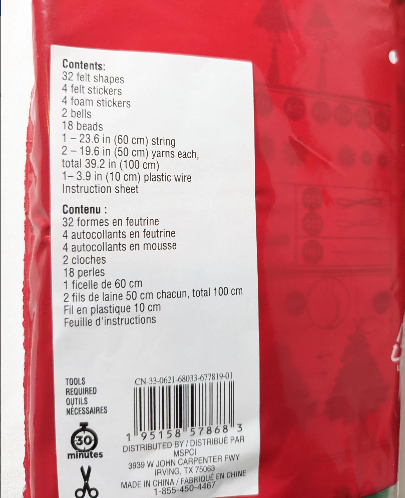 Contents:
32 felt shapes
4 felt stickers
4 foam stickers
2 bells
18 beads
1 – 23.6 in (60 cm) string
2 – 19.6 in (50 cm) yarns each,
total 39.2 in (100 cm)
1– 3.9 in (10 cm) plastic wire
Instruction sheet
Contenu :
32 formes en feutrine
4 autocollants en feutrine
4 autocollants en mousse
2 cloches
18 perles
1 ficelle de 60 cm
2 fils de laine 50 cm chacun, total 100 cm
Fil en plastique 10 cm
Feuille d'instructions
TOOLS
REQUIRED
OUTILS
NÉCESSAIRES
30
minutes
CN-33-0621-68033-677819-01
1 95158 57868 3
DISTRIBUTED BY / DISTRIBUÉ PAR
MSPCI
3939 W JOHN CARPENTER FWY
IRVING, TX 75063
MADE IN CHINA / FABRIQUÉ EN CHINE
1-855-450-4467